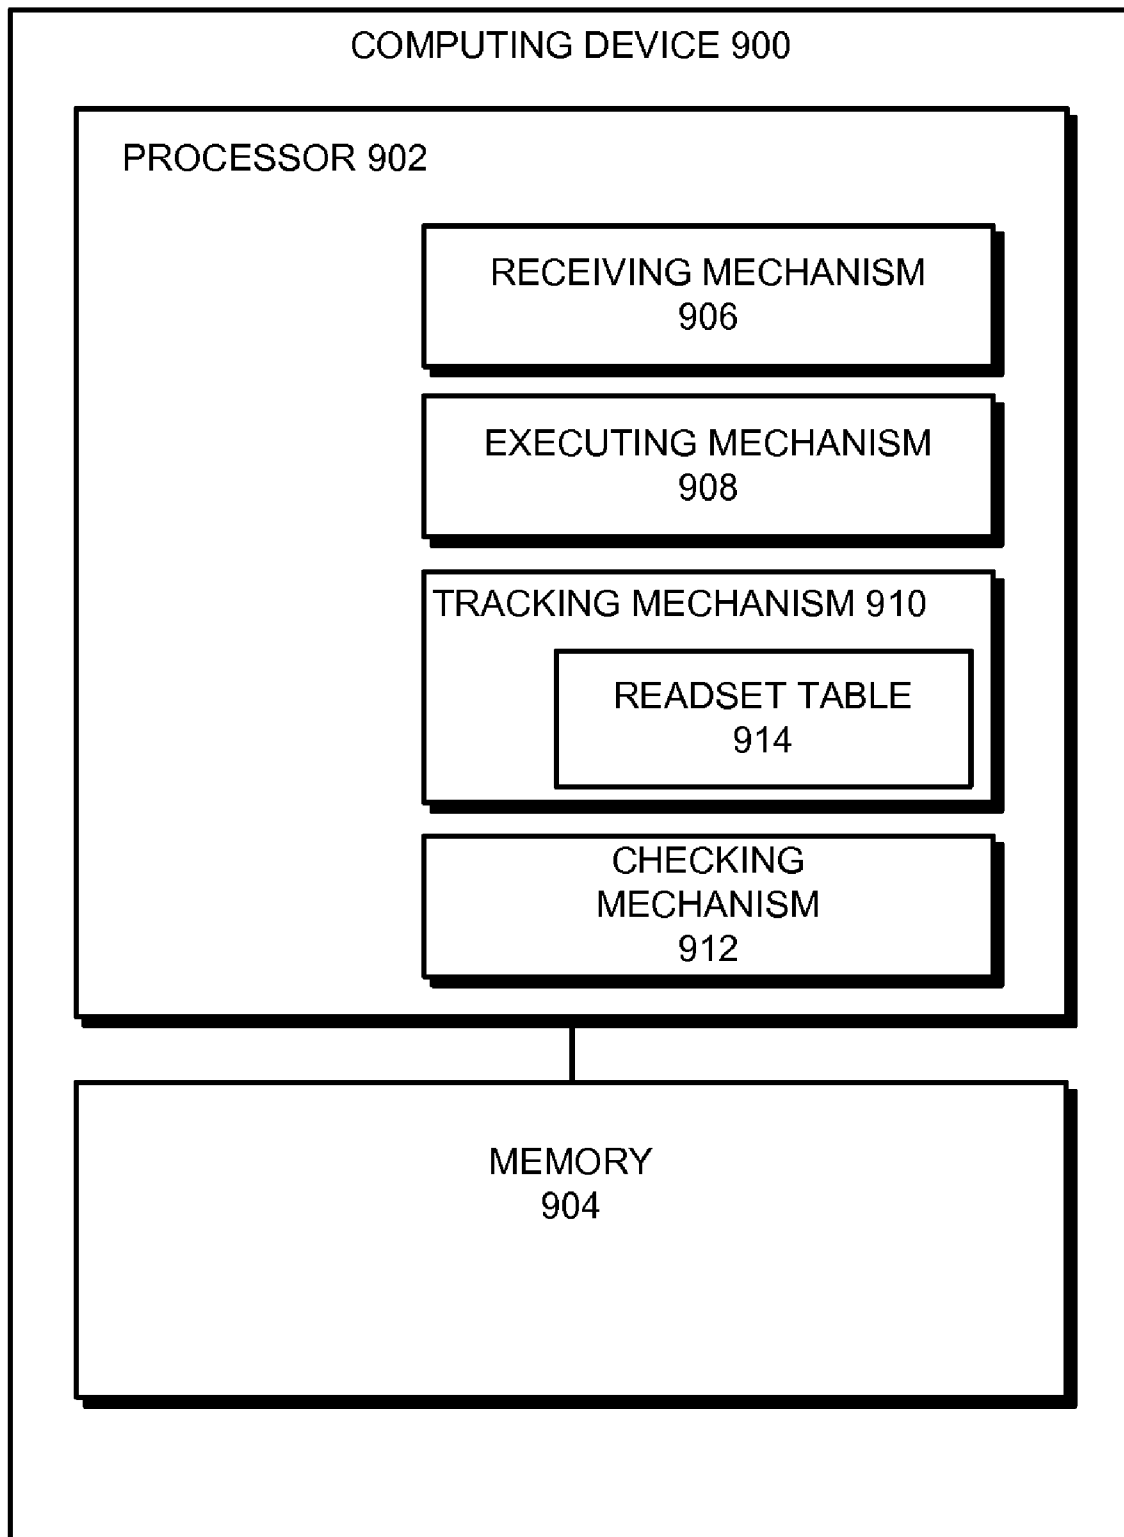 COMPUTING DEVICE 900
PROCESSOR 902
RECEIVING MECHANISM
906
EXECUTING MECHANISM
908
TRACKING MECHANISM 910
READSET TABLE
914
CHECKING
MECHANISM
912
MEMORY
904